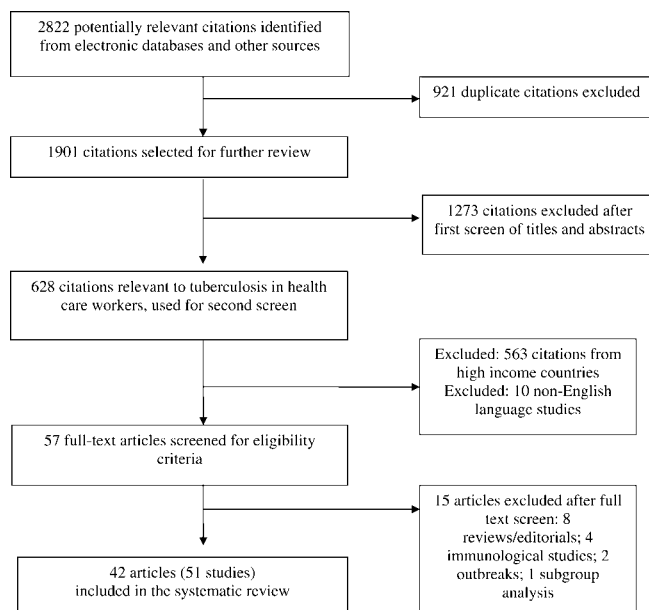 2822 potentially relevant citations identified
from electronic databases and other sources
921 duplicate citations excluded
1901 citations selected for further review
1273 citations excluded after
first screen of titles and abstracts
628 citations relevant to tuberculosis in health
care workers, used for second screen
Excluded: 563 citations from
high income countries
Excluded: 10 non-English
language studies
57 full-text articles screened for eligibility
criteria
15 articles excluded after full
text screen: 8
reviews/editorials; 4
immunological studies; 2
outbreaks; 1 subgroup
analysis
42 articles (51 studies)
included in the systematic review